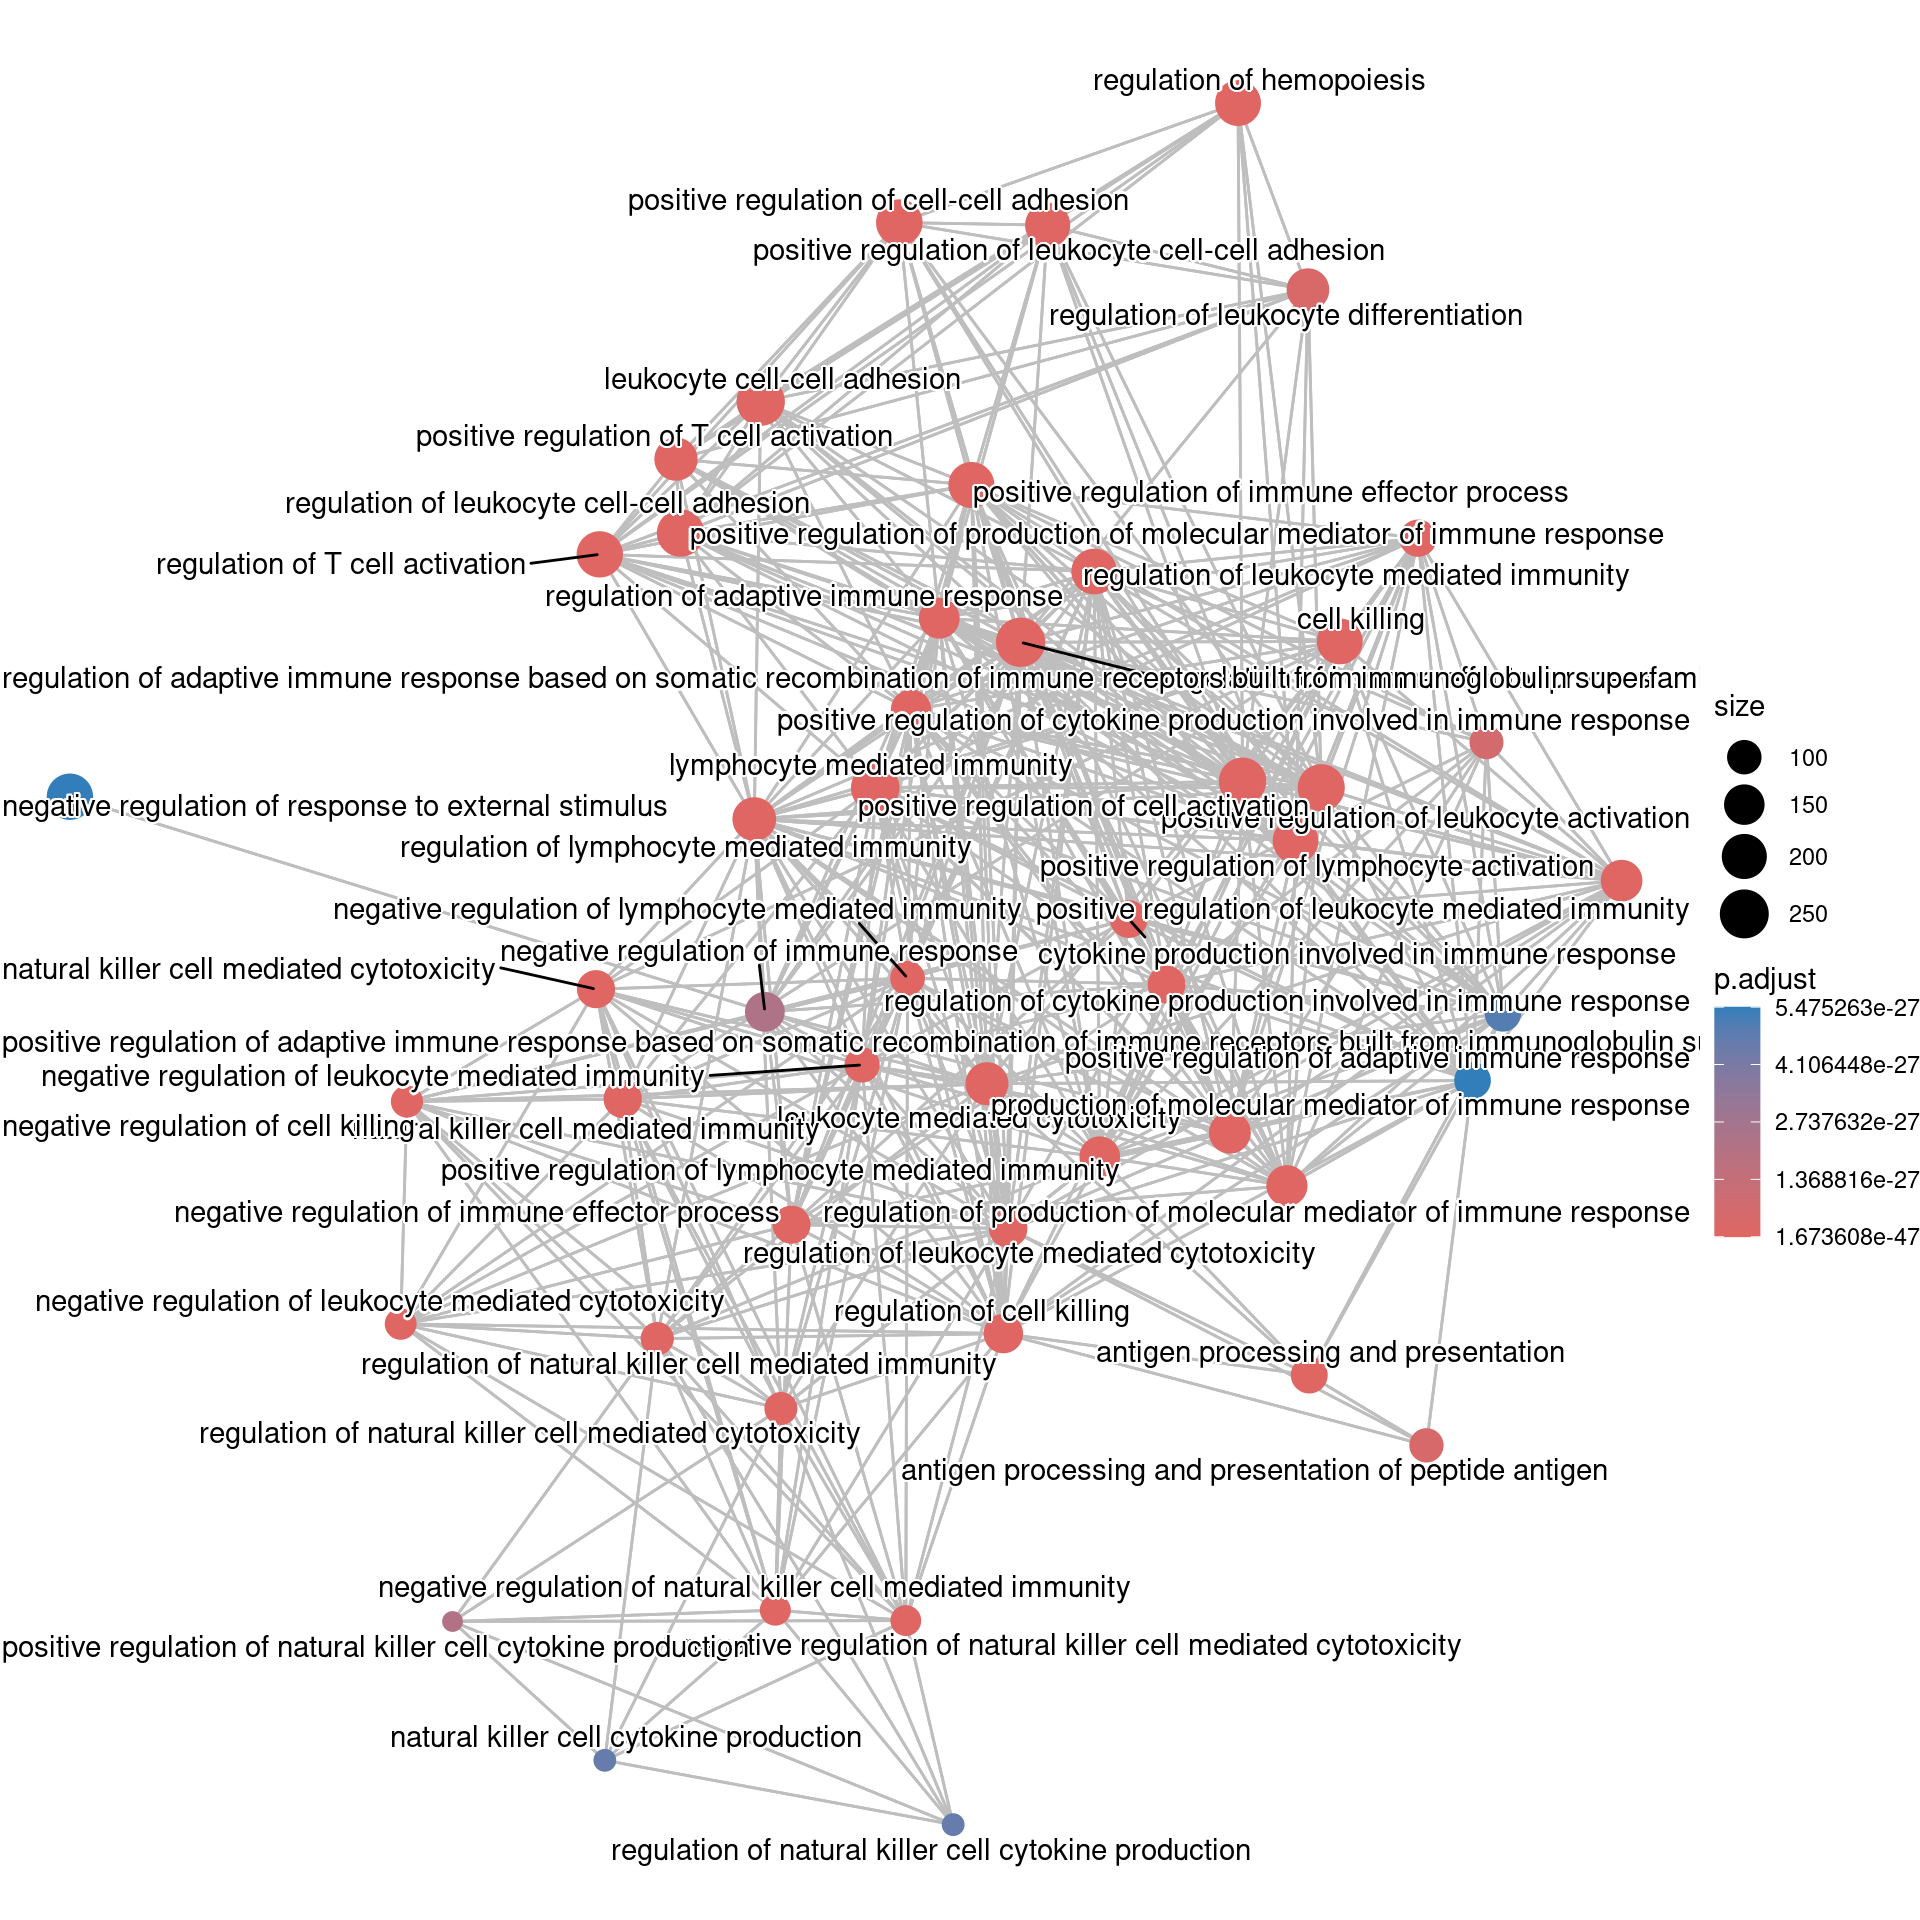 regulation of hemopoiesis
positive regulation of cell-cell adhesion
positive regulation of leukocyte cell-cell adhesion
regulation of leukocyte differentiation
leukocyte cell-cell adhesion
positive regulation of T cell activation
positive regulation of immune effector process
regulation of leukocyte cell-cell adhesion
positive regulation of production of molecular mediator of immune response
regulation of T cell activation
regulation of leukocyte mediated immunity
regulation of adaptive immune response
cell killing
regulation of adaptive immune response based on somatic recombination of immune receptors built from immunoglobulin superfam
positive regulation of cytokine production involved in immune response
lymphocyte mediated immunity
negative regulation of response to external stimulus
positive regulation of cell activation
positive regulation of leukocyte activation
regulation of lymphocyte mediated immunity
positive regulation of lymphocyte activation
negative regulation of lymphocyte mediated immunity
positive regulation of leukocyte mediated immunity
negative regulation of immune response
cytokine production involved in immune response
natural killer cell mediated cytotoxicity
regulation of cytokine production involved in immune response
positive regulation of adaptive immune response based on somatic recombination of immune receptors built from immunoglobulin
positive regulation of adaptive immune response
negative regulation of leukocyte mediated immunity
production of molecular mediator of immune response
leukocyte mediated cytotoxicity
negative regulation of cell killing
killer cell mediated immunity
positive regulation of lymphocyte mediated immunity
negative regulation of immune effector process
regulation of production of molecular mediator of immune response
regulation of leukocyte mediated cytotoxicity
negative regulation of leukocyte mediated cytotoxicity
regulation of cell killing
antigen processing and presentation
regulation of natural killer cell mediated immunity
regulation of natural killer cell mediated cytotoxicity
antigen processing and presentation of peptide antigen
negative regulation of natural killer cell mediated immunity
positive regulation of natural killer cell cytokine production
regulation of natural killer cell mediated cytotoxicity
natural killer cell cytokine production
regulation of natural killer cell cytokine production
size
100
150
200
250
p.adjust
5.475263e-27
4.106448e-27
2.737632e-27
1.368816e-27
1.673608e-47